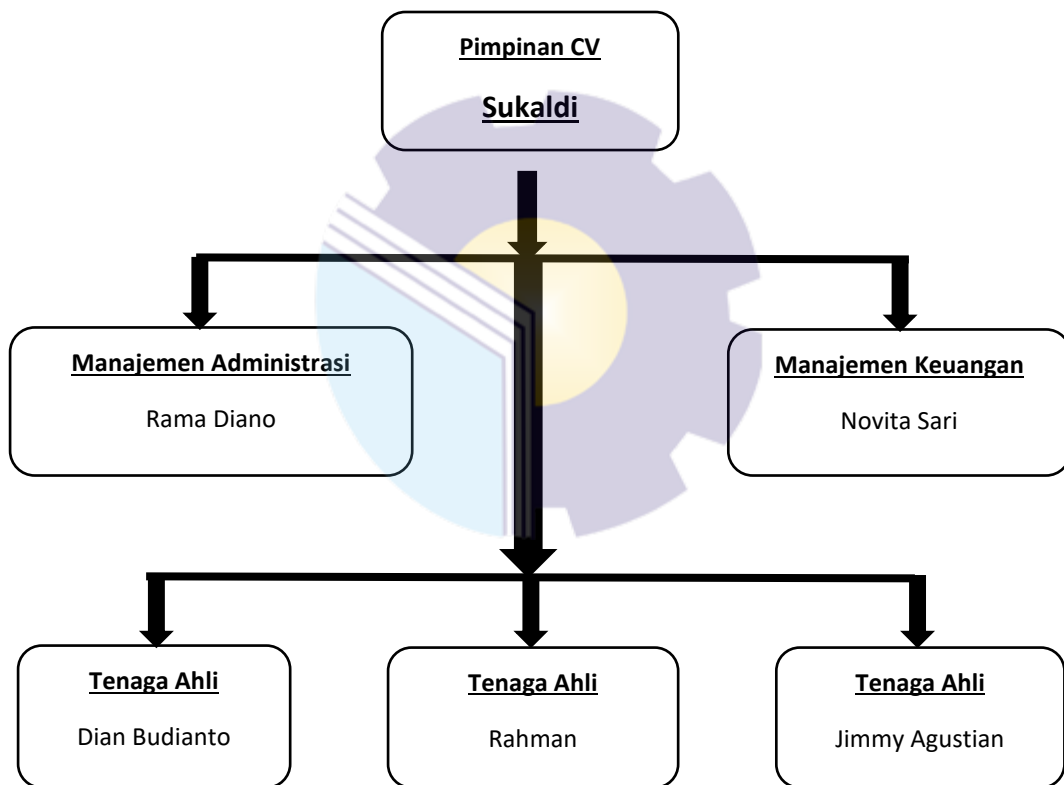 Pimpinan CV
Sukaldi
Manajemen Administrasi
Rama Diano
Manajemen Keuangan
Novita Sari
Tenaga Ahli
Dian Budianto
Tenaga Ahli
Rahman
Tenaga Ahli
Jimmy Agustian